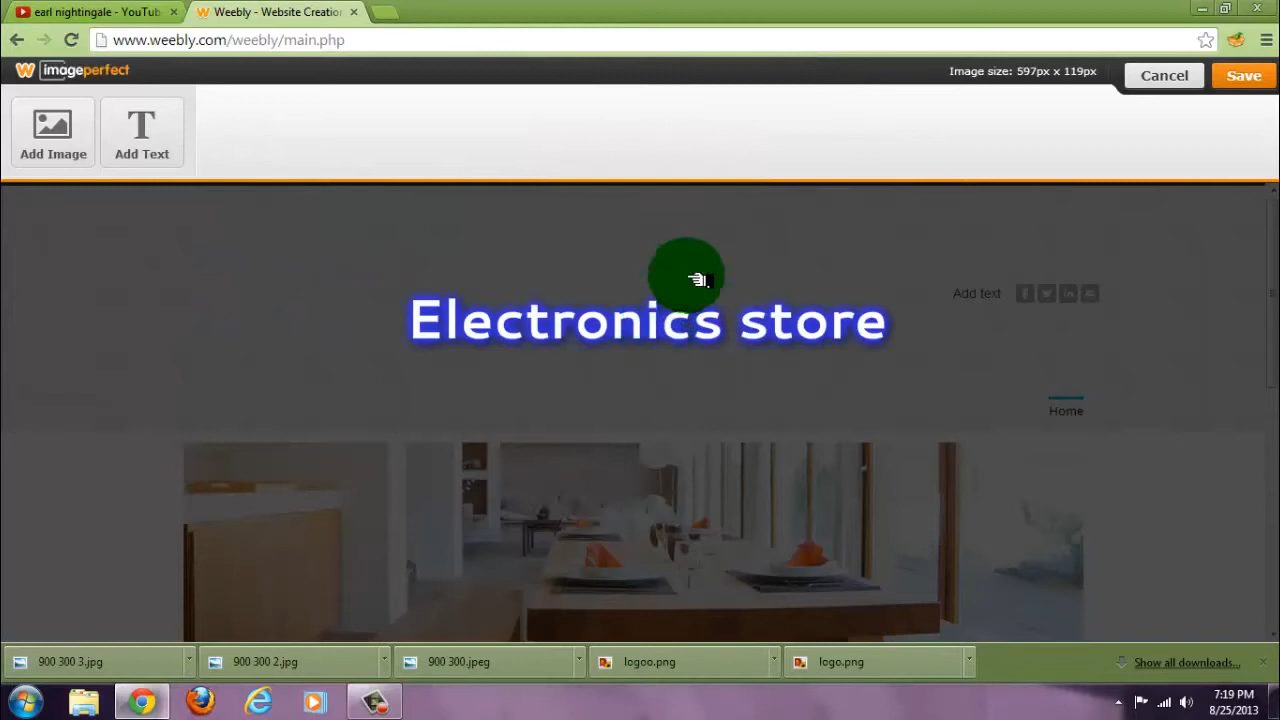 earl nightingale - YouTub
Weebly - Website Creation
www.weebly.com/weebly/main.php
W imageperfect
Image size: 597px x 119px
Cancel
Save
Add Image
Add Text
Add text
Electronics store
Home
900 300 3.jpg
900 300 2.jpg
900 300.jpeg
logoo.png
logo.png
Show all downloads...
7:19 PM
8/25/2013